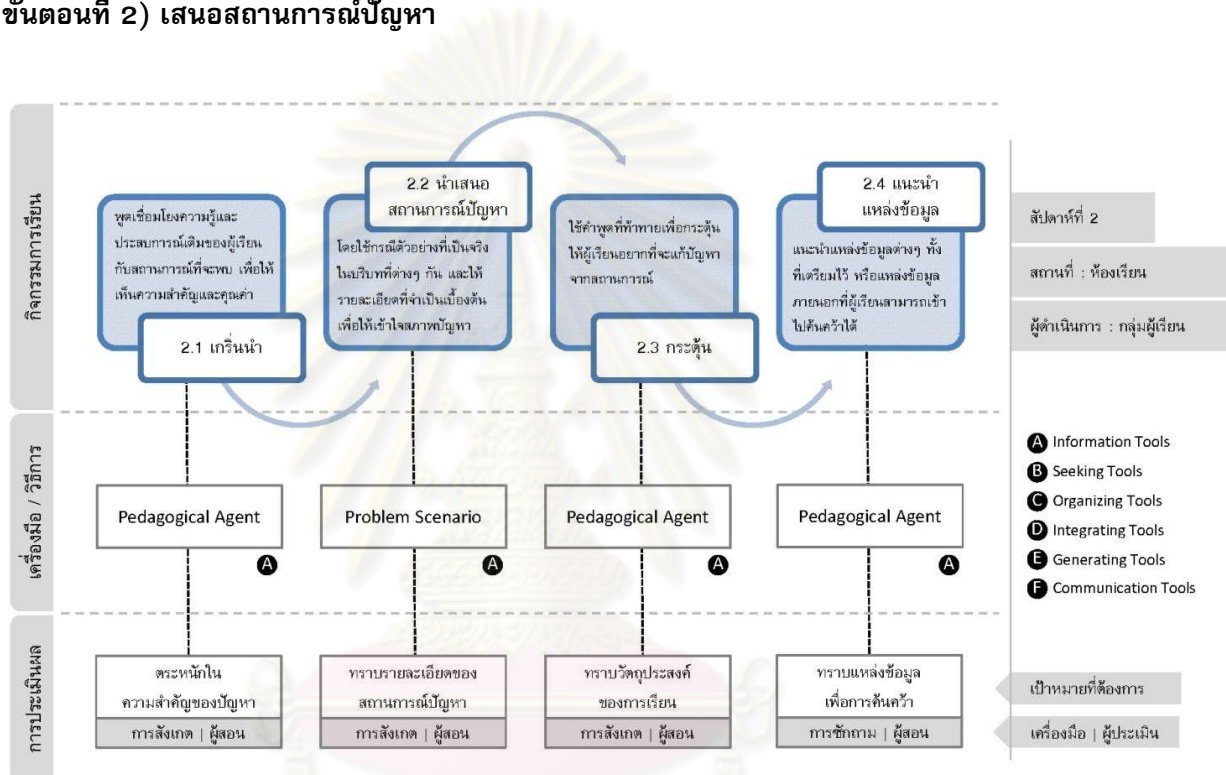 ขั้นตอนที่ 2) เสนอสถานการณ์ปัญหา
กิจกรรมการเรียน
พูดเชื่อมโยงความรู้และ
ประสบการณ์เดิมของผู้เรียน
กับสถานการณ์ที่จะพบ เพื่อให้
เห็นความสำคัญและคุณค่า
2.1 เกริ่นนำ
2.2 นำเสนอ
สถานการณ์ปัญหา
โดยใช้กรณีตัวอย่างที่เป็นจริง
ในบริบทที่ต่างๆ กัน และให้
รายละเอียดที่จำเป็นเบื้องต้น
เพื่อให้เข้าใจสภาพปัญหา
ใช้คำพูดที่ท้าทายเพื่อกระตุ้น
ให้ผู้เรียนอยากที่จะแก้ปัญหา
จากสถานการณ์
2.3 กระตุ้น
2.4 แนะนำ
แหล่งข้อมูล
แนะนำแหล่งข้อมูลต่างๆ ทั้ง
ที่เตรียมไว้ หรือแหล่งข้อมูล
ภายนอกที่ผู้เรียนสามารถเข้า
ไปค้นคว้าได้
สัปดาห์ที่ 2
สถานที่ : ห้องเรียน
ผู้ดำเนินการ : กลุ่มผู้เรียน
เครื่องมือ / วิธีการ
Pedagogical Agent
A
Problem Scenario
A
Pedagogical Agent
A
Pedagogical Agent
A
A Information Tools
B Seeking Tools
C Organizing Tools
D Integrating Tools
E Generating Tools
F Communication Tools
การประเมินผล
ตระหนักใน
ความสำคัญของปัญหา
การสังเกต | ผู้สอน
ทราบรายละเอียดของ
สถานการณ์ปัญหา
การสังเกต | ผู้สอน
ทราบวัตถุประสงค์
ของการเรียน
การสังเกต | ผู้สอน
ทราบแหล่งข้อมูล
เพื่อการค้นคว้า
การซักถาม | ผู้สอน
เป้าหมายที่ต้องการ
เครื่องมือ | ผู้ประเมิน